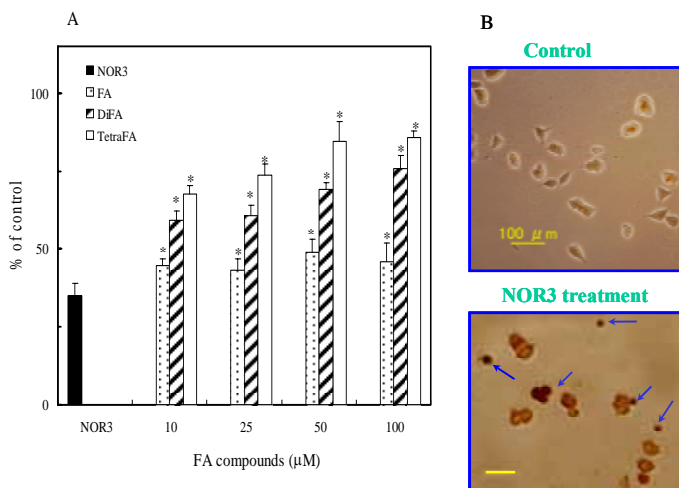 A
% of control
100
50
0
NOR3
FA
DiFA
TetraFA
*
*
*
*
*
*
*
*
*
*
*
*
NOR3
10
25
50
100
FA compounds (μM)
B
Control
100 μm
NOR3 treatment